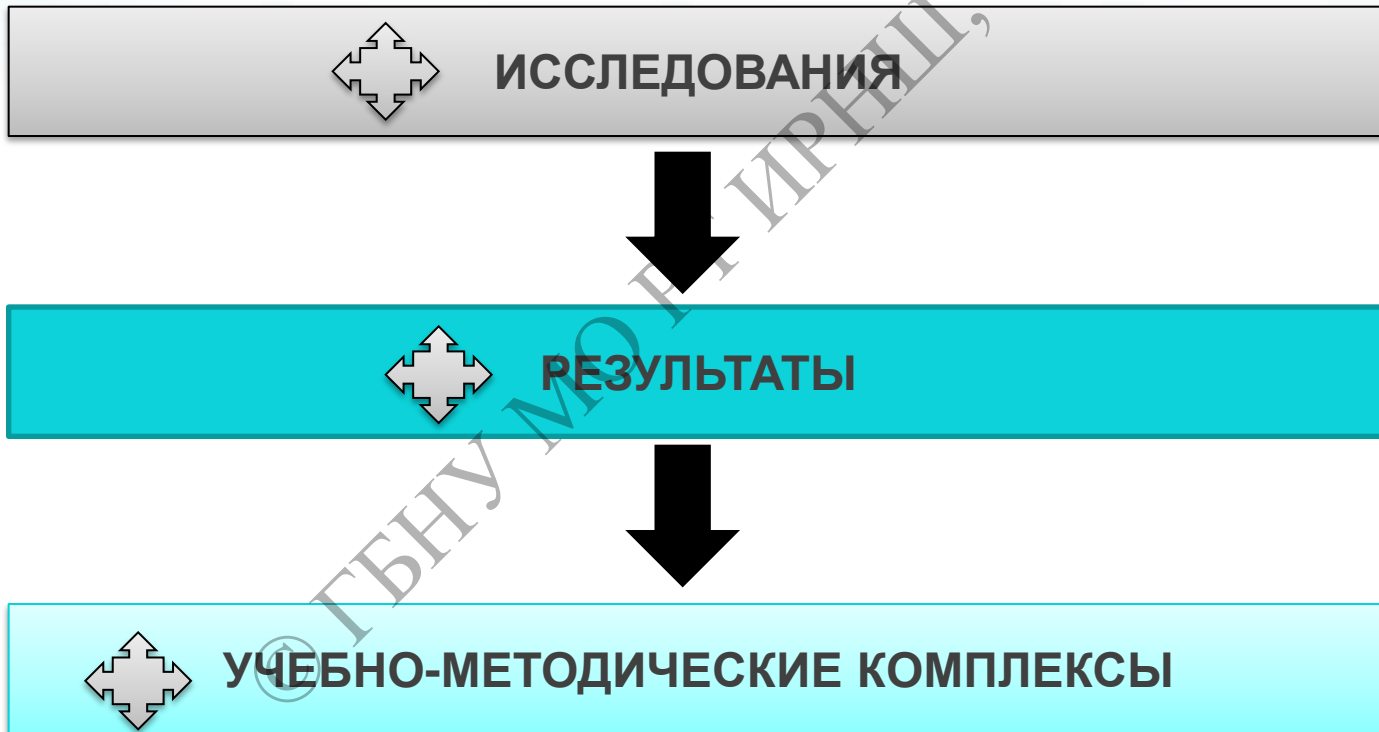 ИССЛЕДОВАНИЯ
РЕЗУЛЬТАТЫ
УЧЕБНО-МЕТОДИЧЕСКИЕ КОМПЛЕКСЫ
© ГБНУ МО РТ ИРНШ,